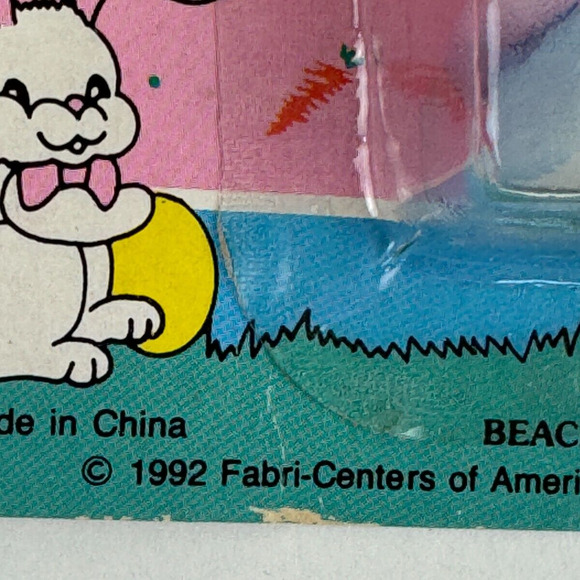 de in China
BEAC
© 1992 Fabri-Centers of Ameri